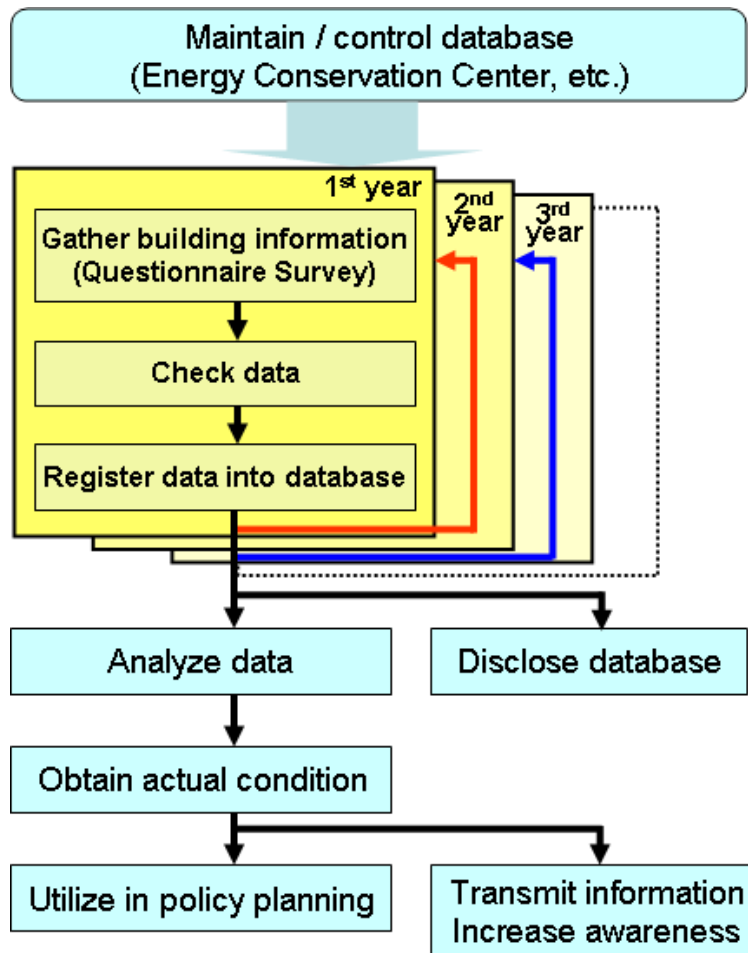 Maintain / control database
(Energy Conservation Center, etc.)
1st year
2nd
year
3rd
year
Gather building information
(Questionnaire Survey)
Check data
Register data into database
Analyze data
Disclose database
Obtain actual condition
Utilize in policy planning
Transmit information
Increase awareness